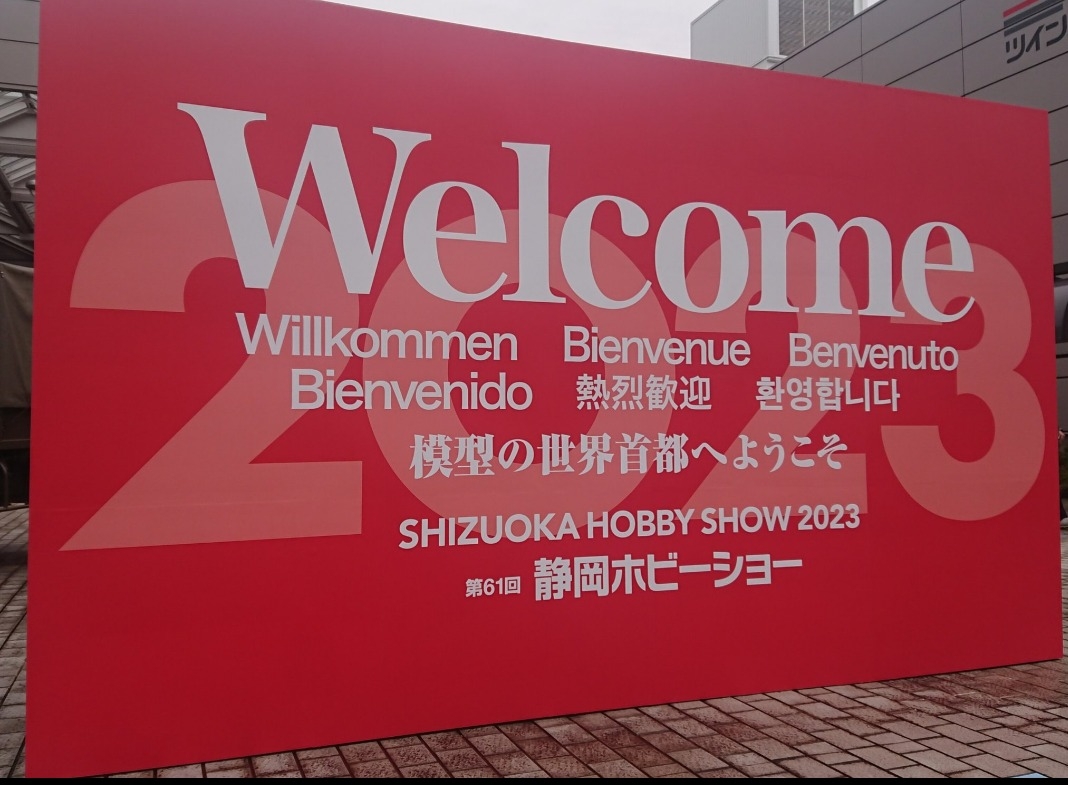 ツイン
Welcome
2023
Willkommen Bienvenue Benvenuto
Bienvenido 熱烈歓迎 환영합니다
模型の世界首都へようこそ
SHIZUOKA HOBBY SHOW 2023
第61回 静岡ホビーショー